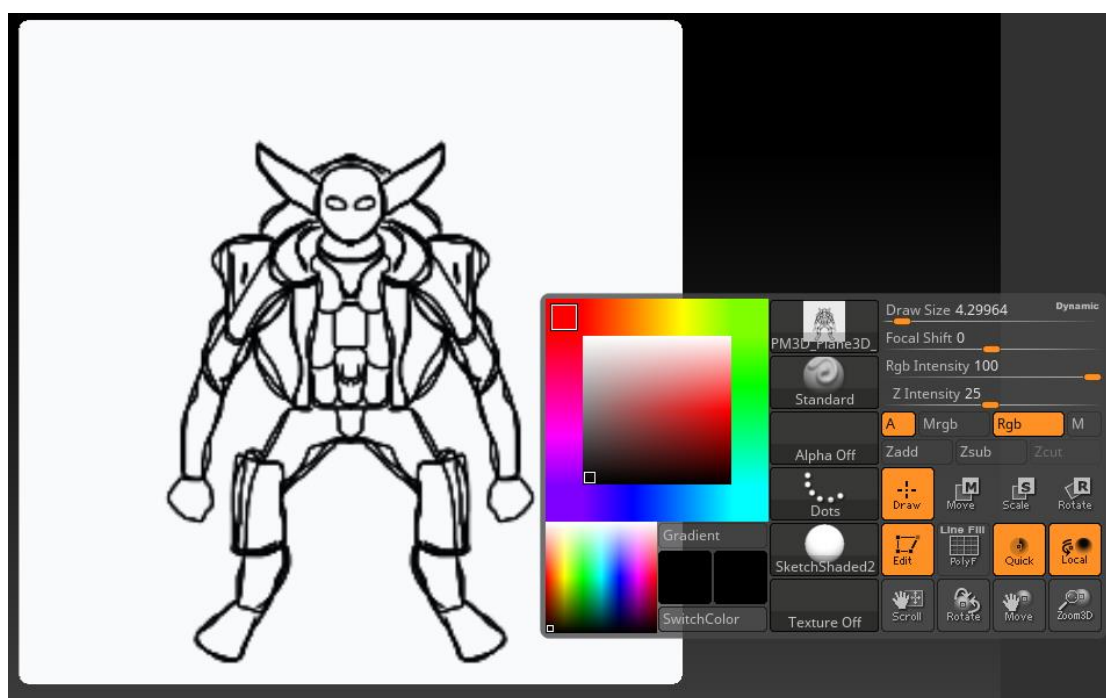 Draw Size 4.29964 Dynamic
PM3D_Plane3D_
Focal Shift 0
Rgb Intensity 100
Standard
Z Intensity 25
A Mrgb Rgb M
Alpha Off
Zadd Zsub Zcut
Dots
Draw Move Scale Rotate
M S R
Gradient
Line Fill
SketchShaded2
Edit PolyF Quick Local
SwitchColor
Texture Off
Scroll Rotate Move Zoom3D